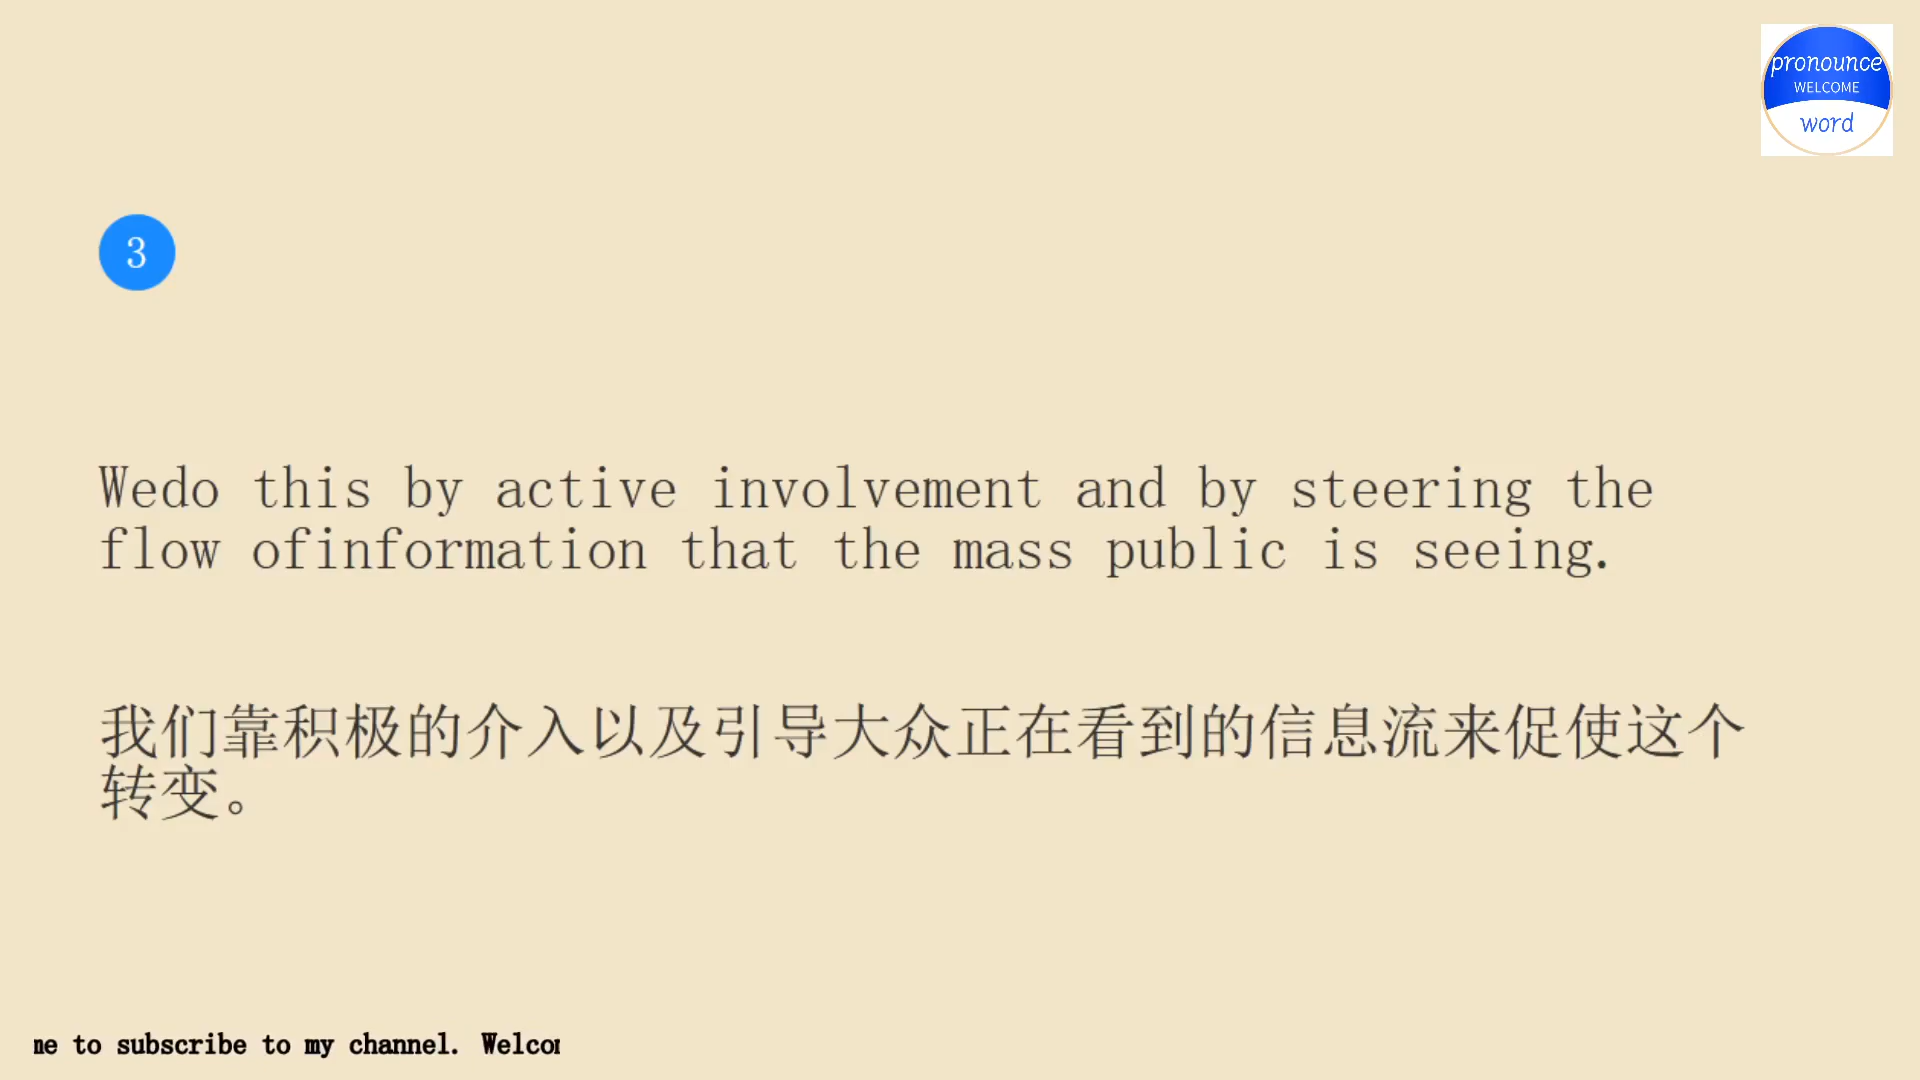 pronounce
WELCOME
word
3
Wedo this by active involvement and by steering the
flow ofinformation that the mass public is seeing.
我们靠积极的介入以及引导大众正在看到的信息流来促使这个
转变。
me to subscribe to my channel. Welcom